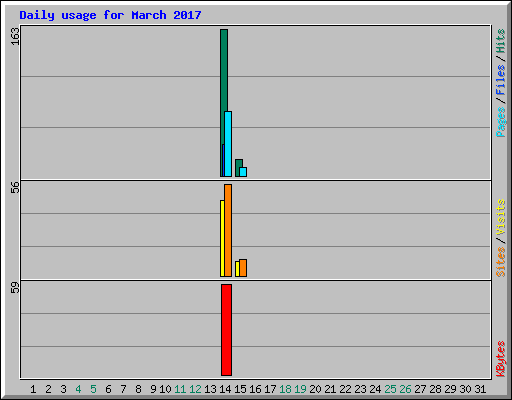 Daily usage for March 2017
163
56
59
Pages/Files/Hits
Sites/Visits
KBytes
1 2 3 4 5 6 7 8 9 10 11 12 13 14 15 16 17 18 19 20 21 22 23 24 25 26 27 28 29 30 31